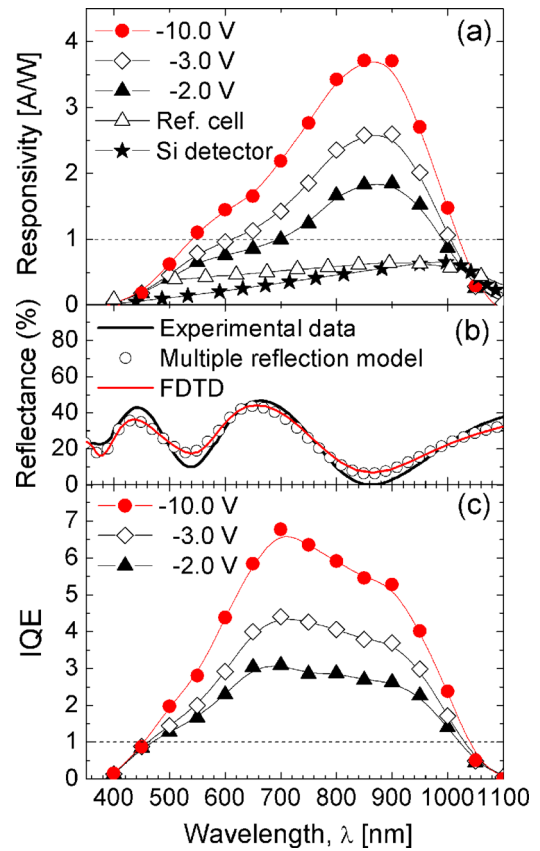 (a)
-10.0 V
-3.0 V
-2.0 V
Ref. cell
Si detector
Responsivity [A/W]
4
3
2
1
0
(b)
Experimental data
Multiple reflection model
FDTD
Reflectance (%)
80
60
40
20
0
(c)
-10.0 V
-3.0 V
-2.0 V
IQE
7
6
5
4
3
2
1
0
400 500 600 700 800 900 1000 1100
Wavelength, λ [nm]